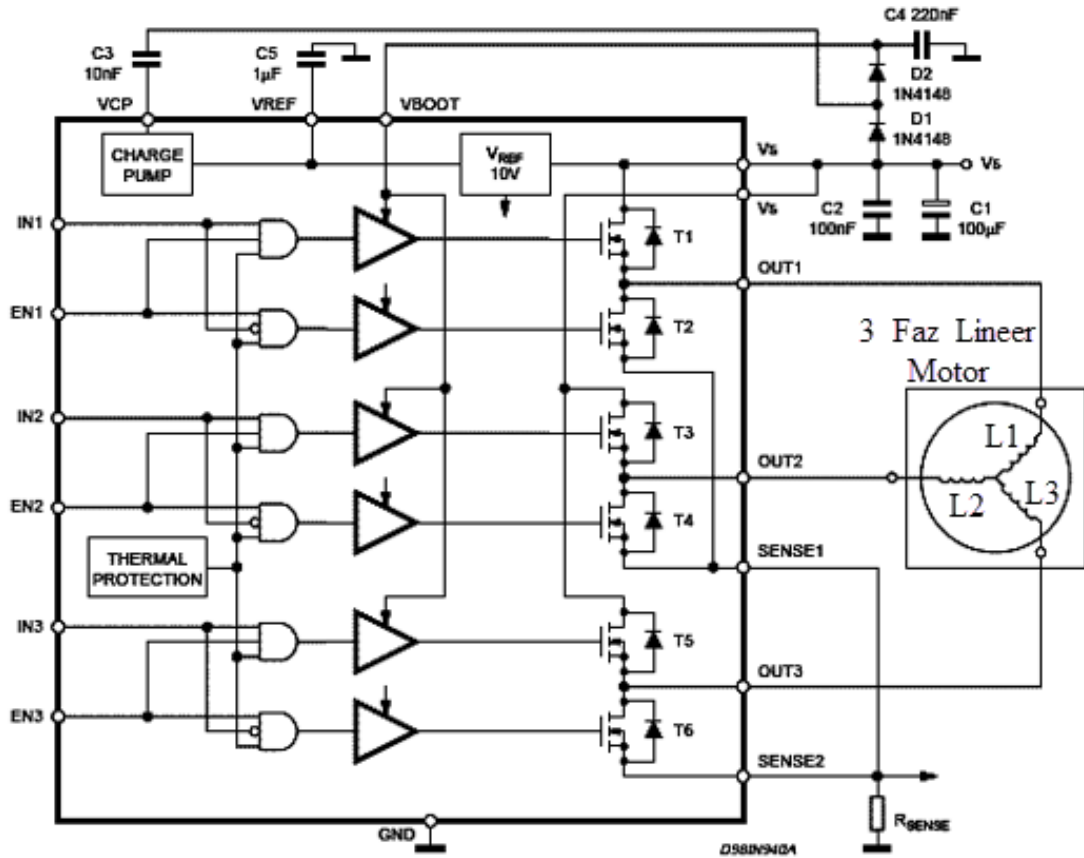 C4 220nF
C3
10nF
C5
1µF
D2
1N4148
VCP
VREF
VBOOT
D1
1N4148
CHARGE
PUMP
VREF
10V
Vs
Vs
Vs
C2
100nF
C1
100µF
IN1
T1
OUT1
EN1
T2
3 Faz Lineer
Motor
IN2
T3
L1
OUT2
L2
L3
EN2
T4
THERMAL
PROTECTION
SENSE1
IN3
T5
OUT3
EN3
T6
SENSE2
RSENSE
GND
D98IN940A